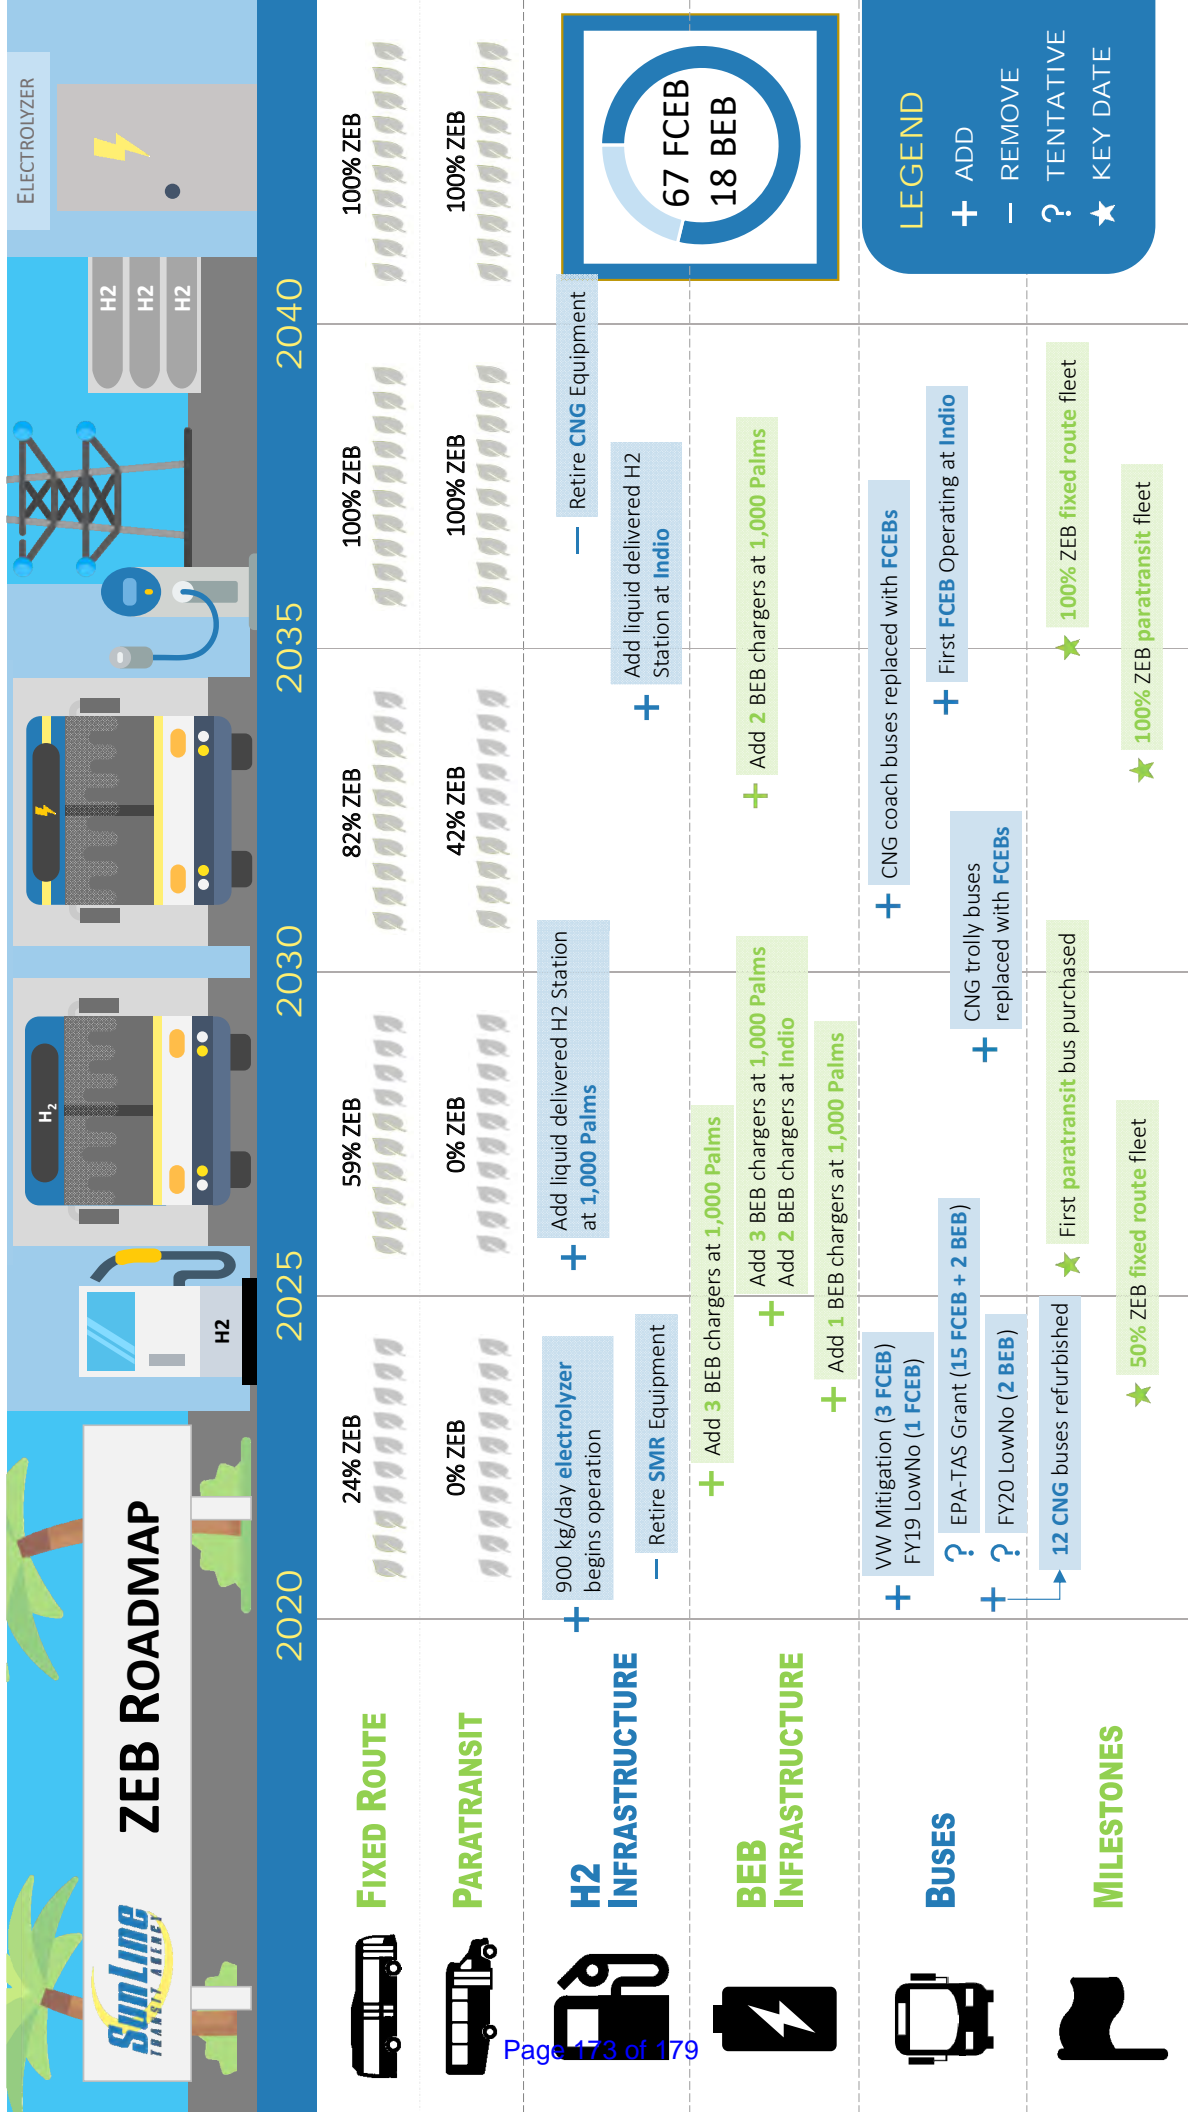 SunLine
TRANSIT AGENCY
ZEB ROADMAP
H2
H2
H2
H2
H2
ELECTROLYZER
2020
2025
2030
2035
2040
FIXED ROUTE
24% ZEB
59% ZEB
82% ZEB
100% ZEB
100% ZEB
PARATRANSIT
0% ZEB
0% ZEB
42% ZEB
100% ZEB
100% ZEB
H2
INFRASTRUCTURE
+ 900 kg/day electrolyzer
begins operation
− Retire SMR Equipment
+ Add liquid delivered H2 Station
at 1,000 Palms
+ Add liquid delivered H2
Station at Indio
− Retire CNG Equipment
67 FCEB
18 BEB
BEB
INFRASTRUCTURE
+ Add 3 BEB chargers at 1,000 Palms
+ Add 3 BEB chargers at 1,000 Palms
Add 2 BEB chargers at Indio
+ Add 1 BEB chargers at 1,000 Palms
+ Add 2 BEB chargers at 1,000 Palms
BUSES
+ VW Mitigation (3 FCEB)
FY19 LowNo (1 FCEB)
? EPA-TAS Grant (15 FCEB + 2 BEB)
+ ? FY20 LowNo (2 BEB)
12 CNG buses refurbished
+ CNG trolly buses
replaced with FCEBs
+ CNG coach buses replaced with FCEBs
+ First FCEB Operating at Indio
MILESTONES
★ 50% ZEB fixed route fleet
★ First paratransit bus purchased
★ 100% ZEB fixed route fleet
★ 100% ZEB paratransit fleet
LEGEND
+ ADD
− REMOVE
? TENTATIVE
★ KEY DATE
Page 173 of 179